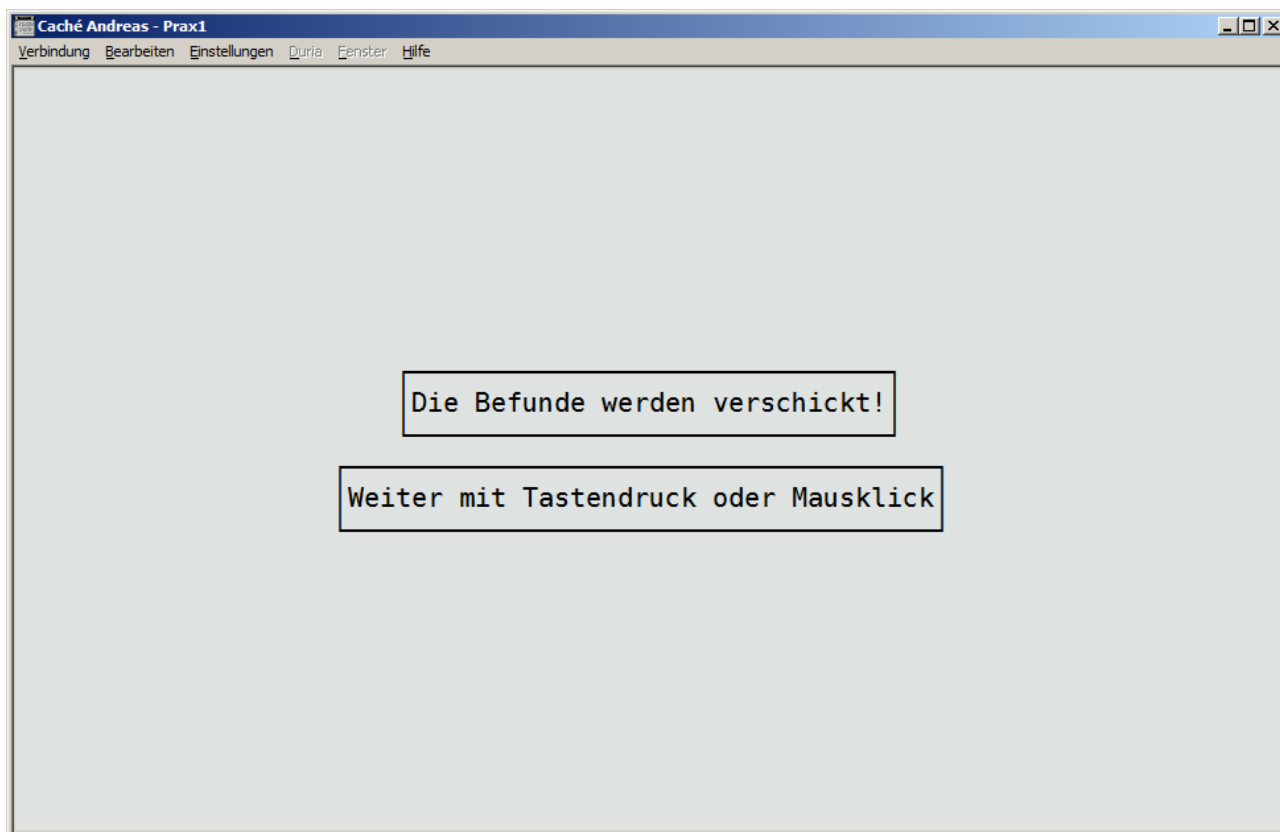 Caché Andreas - Prax1
Verbindung Bearbeiten Einstellungen Duria Fenster Hilfe
Die Befunde werden verschickt!
Weiter mit Tastendruck oder Mausklick